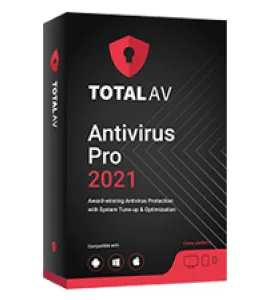 TOTAL AV
Antivirus
Pro
2021
Award-winning Antivirus Protection
with System Tune-up & Optimization
Compatible with